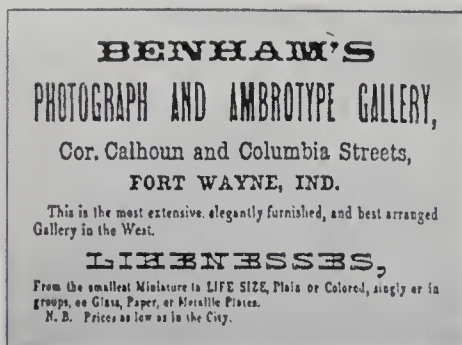 BENHAM'S
PHOTOGRAPH AND AMBROTYPE GALLERY,
Cor. Calhoun and Columbia Streets,
FORT WAYNE, IND.
This is the most extensive, elegantly furnished, and best arranged
Gallery in the West.
LIKENESSES,
From the smallest Miniature to LIFE SIZE, Plain or Colored, singly or in
groups, on Glass, Paper, or Metallic Plates.
N. B. Prices as low as in the City.